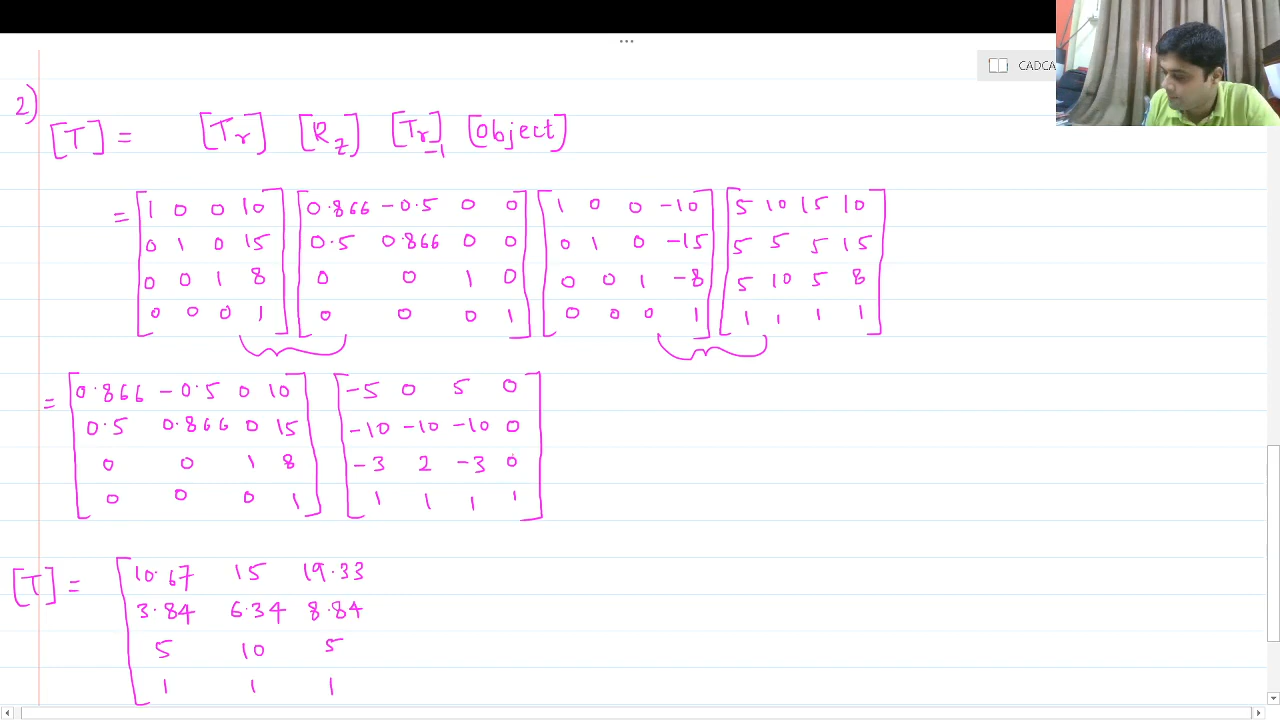 CADCA
2)
[T] = [Tr] [Rz] [Tr]-1 [Object]
= [1 0 0 10] [0.866 -0.5 0 0] [1 0 0 -10] [5 10 15 10]
[0 1 0 15] [0.5 0.866 0 0] [0 1 0 -15] [5 5 5 15]
[0 0 1 8] [0 0 1 0] [0 0 1 -8] [5 10 5 8]
[0 0 0 1] [0 0 0 1] [0 0 0 1] [1 1 1 1]
= [0.866 -0.5 0 10] [-5 0 5 0]
[0.5 0.866 0 15] [-10 -10 -10 0]
[0 0 1 8] [-3 2 -3 0]
[0 0 0 1] [1 1 1 1]
[T] = [10.67 15 19.33
3.84 6.34 8.84
5 10 5
1 1 1